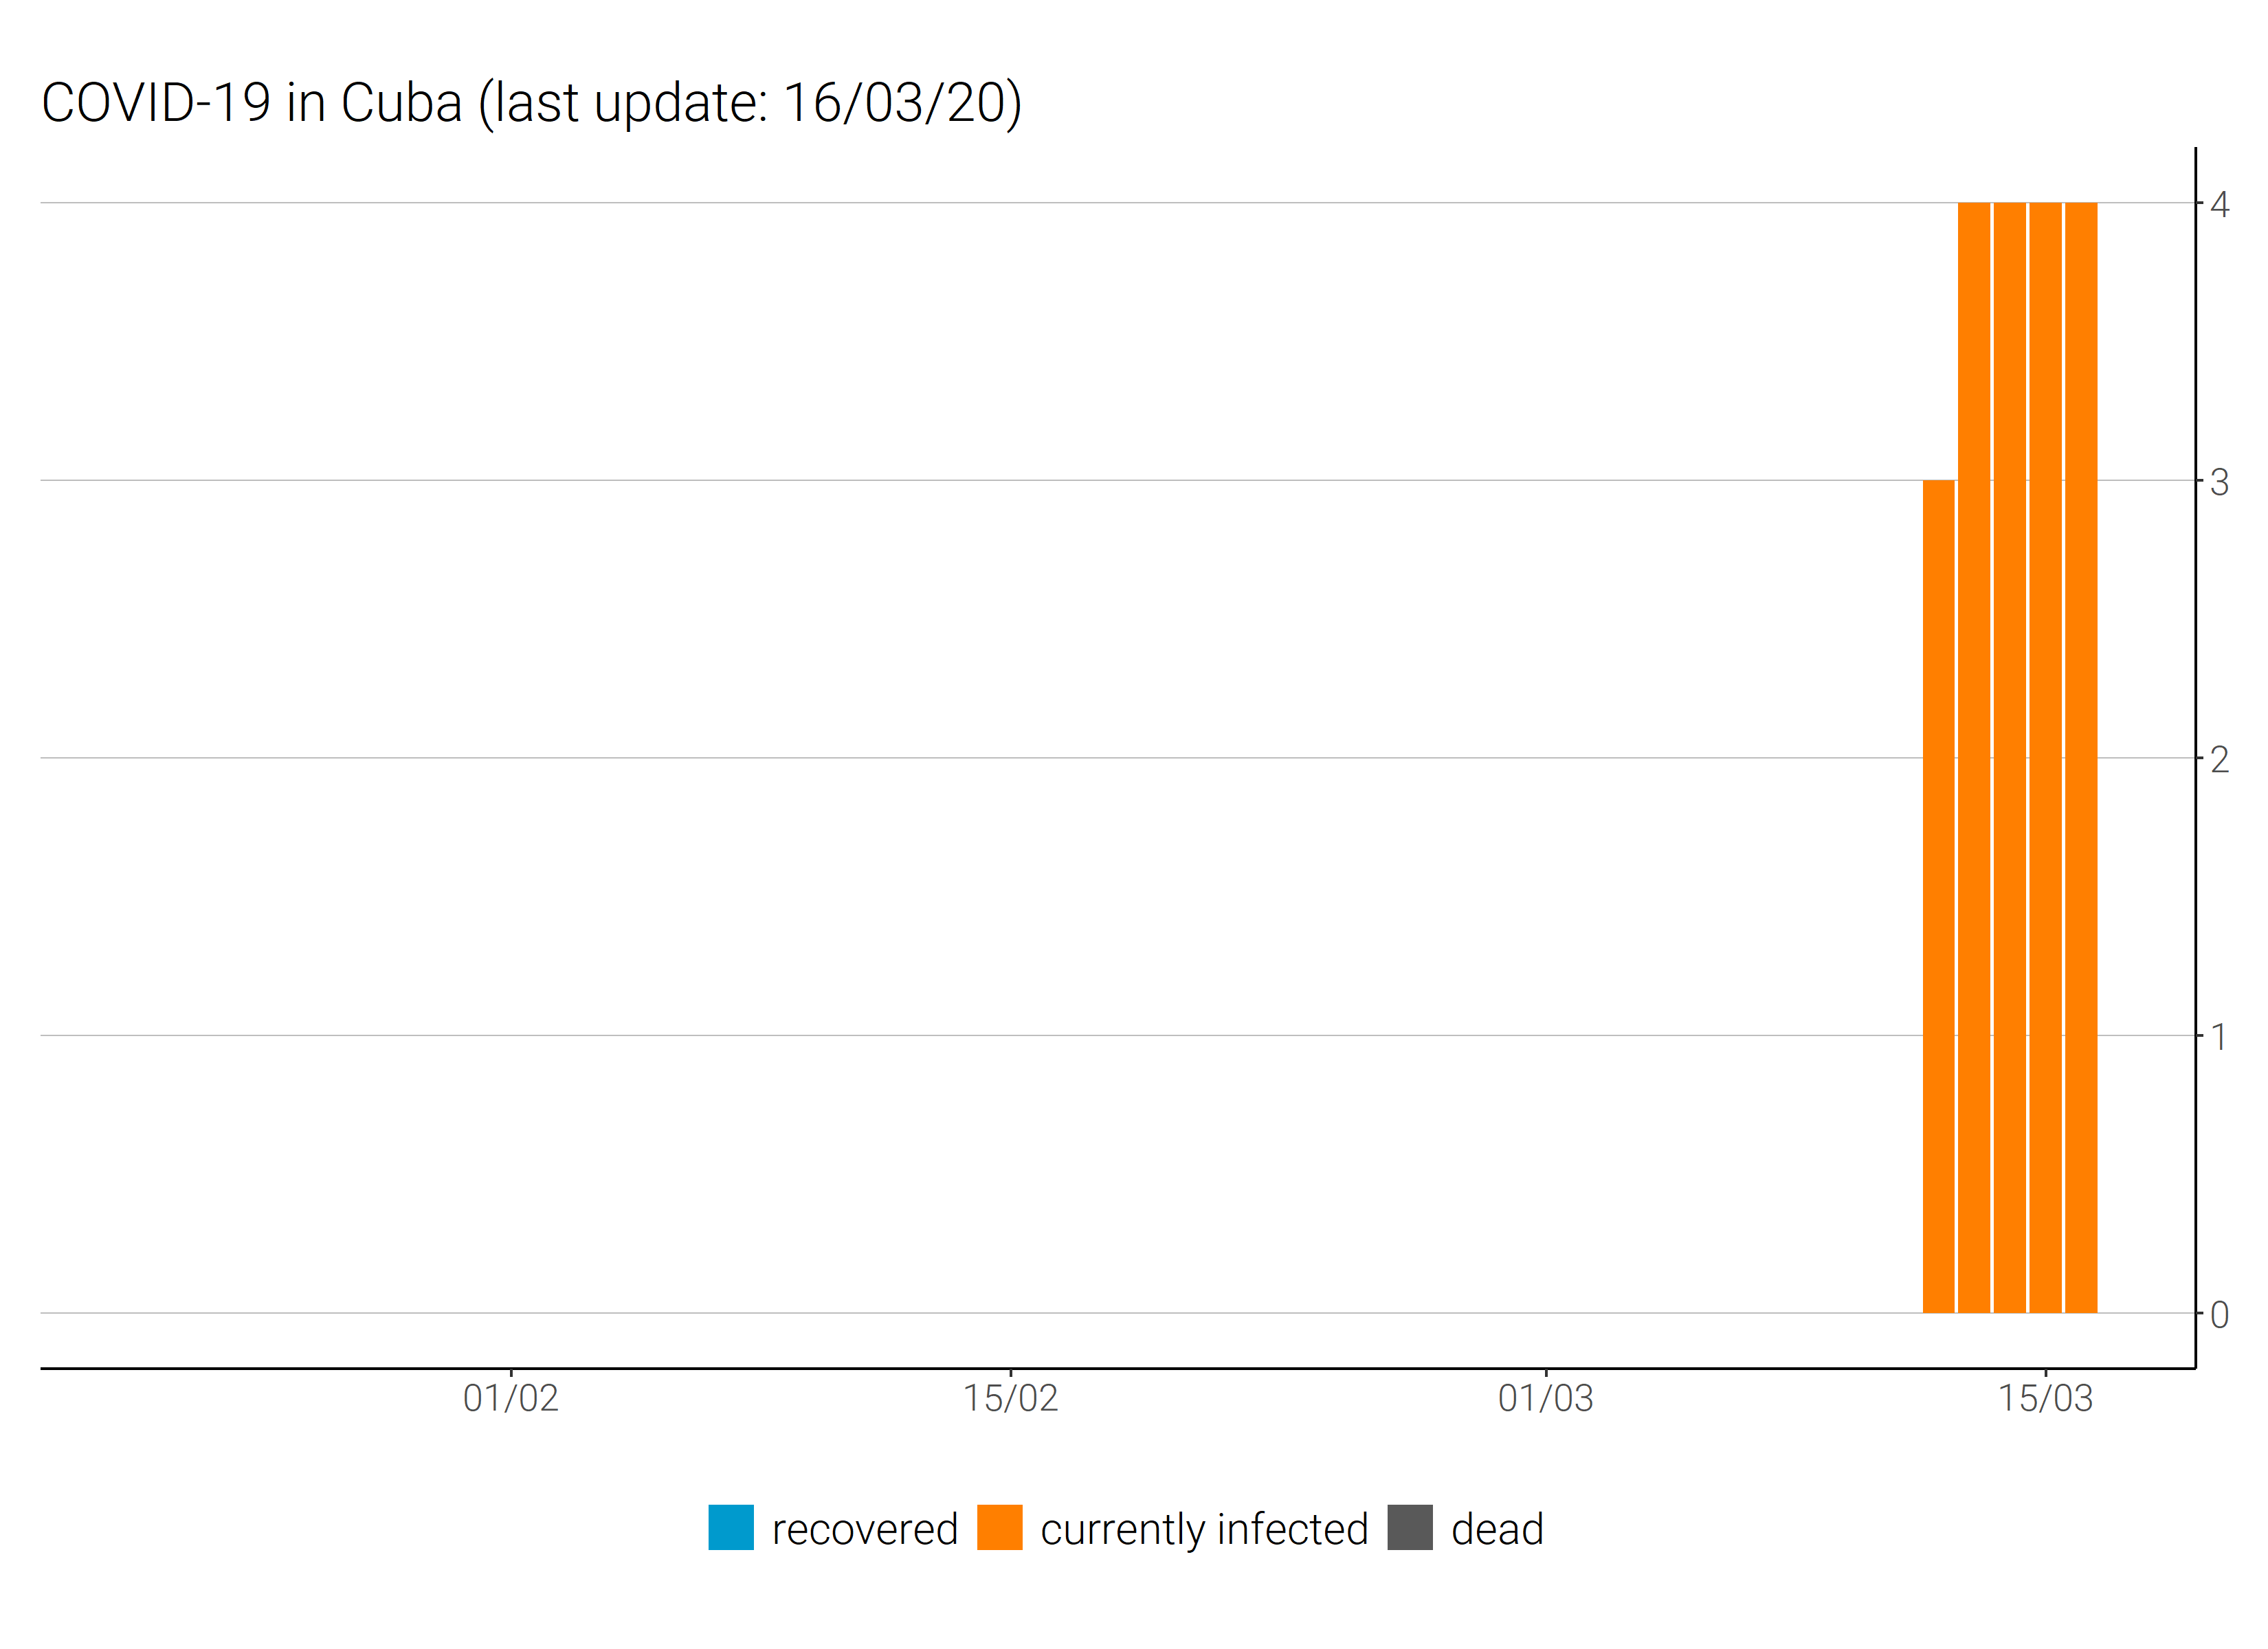 COVID-19 in Cuba (last update: 16/03/20)
4
3
2
1
0
01/02 15/02 01/03 15/03
recovered currently infected dead